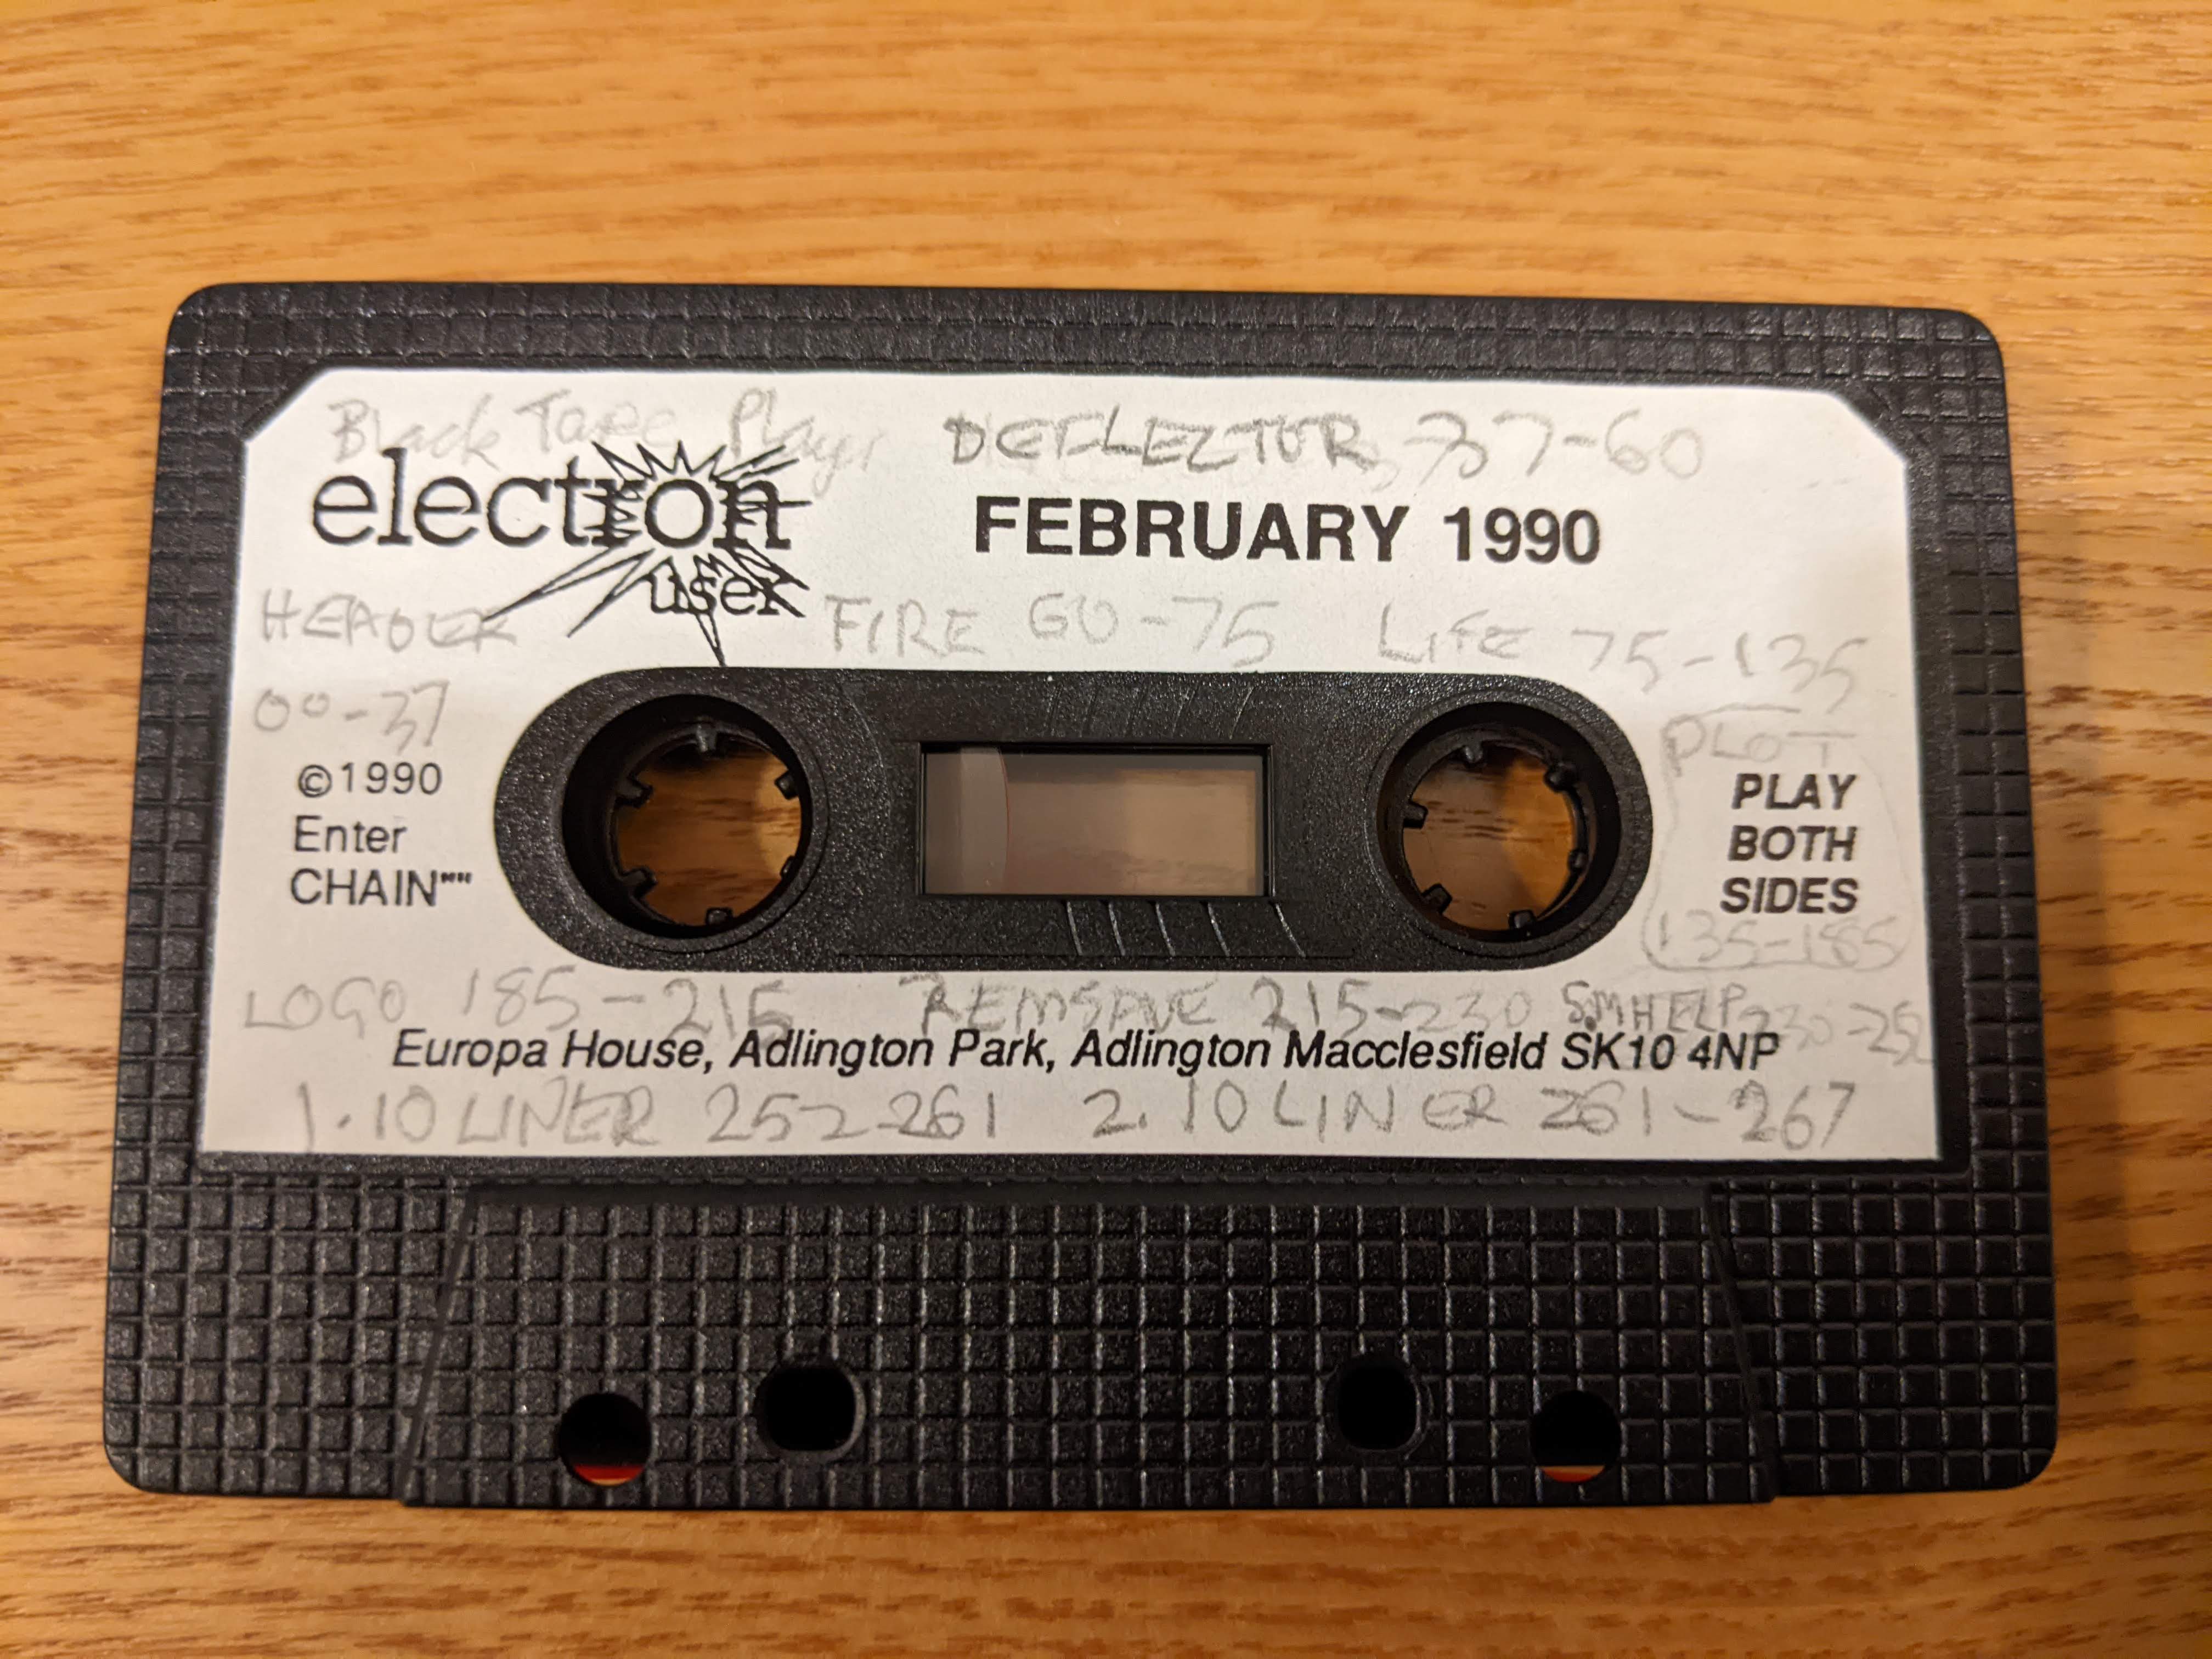 Black Tape Player DEFLECTOR 37-60
electron
user
FEBRUARY 1990
HEADER FIRE 60-75 LIFE 75-135
00-37
PLOT
©1990
Enter
CHAIN""
PLAY
BOTH
SIDES
135-185
LOGO 185-215 REMSAVE 215-230 S.MHELP 230-252
Europa House, Adlington Park, Adlington Macclesfield SK10 4NP
1.10 LINER 252-261 2.10 LINER 261-267